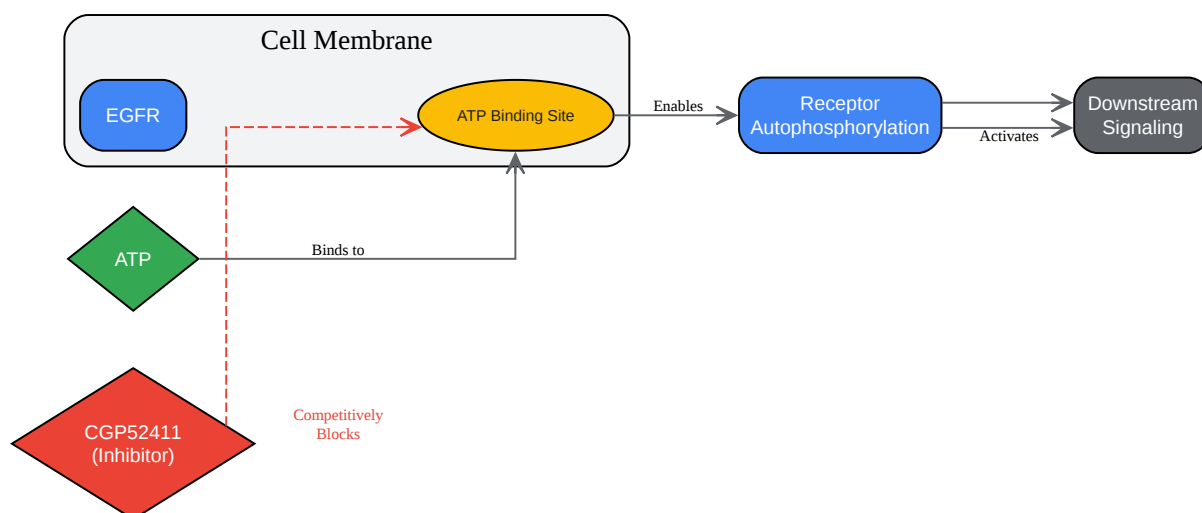 Cell Membrane
EGFR
ATP Binding Site
Enables
Receptor
Autophosphorylation
Activates
Downstream
Signaling
ATP
Binds to
CGP52411
(Inhibitor)
Competitively
Blocks